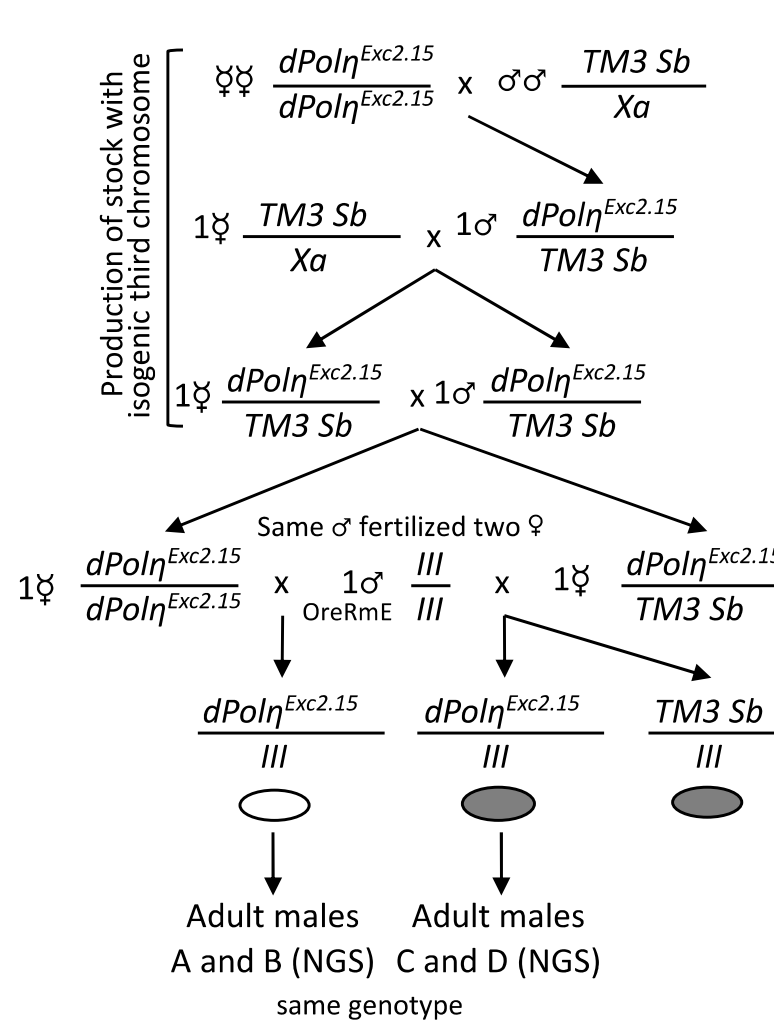 Production of stock with
isogenic third chromosome
☿☿ dPolη^Exc2.15 x ♂♂ TM3 Sb
dPolη^Exc2.15 Xa
1☿ TM3 Sb x 1♂ dPolη^Exc2.15
Xa TM3 Sb
1☿ dPolη^Exc2.15 x 1♂ dPolη^Exc2.15
TM3 Sb TM3 Sb
Same ♂ fertilized two ♀
1☿ dPolη^Exc2.15 x 1♂ III x 1☿ dPolη^Exc2.15
dPolη^Exc2.15 OreRmE III TM3 Sb
dPolη^Exc2.15 dPolη^Exc2.15 TM3 Sb
III III III
Adult males Adult males
A and B (NGS) C and D (NGS)
same genotype